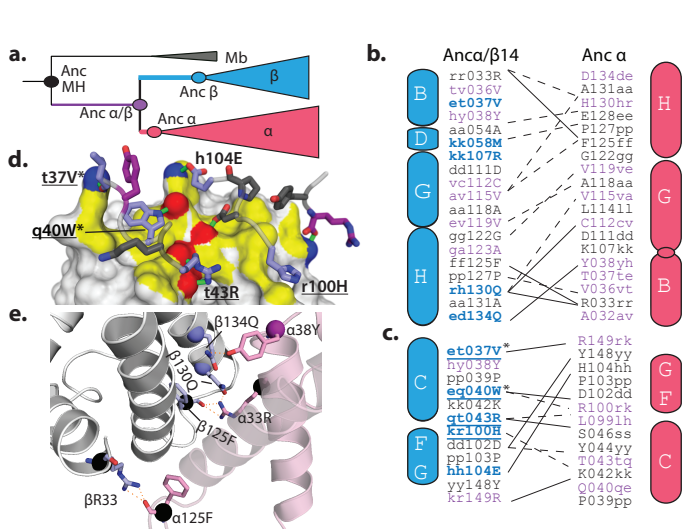 a.
Mb
Anc
MH
β
Anc β
Anc α/β
Anc α
α
d.
t37V*
h104E
q40W*
t43R
r100H
e.
β134Q
α38Y
β130Q
α33R
β125F
βR33
α125F
b.
Ancα/β14
Anc α
B
D
G
H
rr033R
tv036V
et037V
hy038Y
aa054A
kk058M
kk107R
dd111D
vc112C
av115V
aa118A
ev119V
gg122G
ga123A
ff125F
pp127P
rh130Q
aa131A
ed134Q
D134de
A131aa
H130hr
E128ee
P127pp
F125ff
G122gg
V119ve
A118aa
V115va
L114ll
C112cv
D111dd
K107kk
Y038yh
T037te
V036vt
R033rr
A032av
H
G
B
c.
C
F
G
et037V*
hy038Y
pp039P
eq040W*
kk042K
qt043R
kr100H
dd102D
pp103P
hh104E
yy148Y
kr149R
R149rk
Y148yy
H104hh
P103pp
D102dd
R100rk
L099lh
S046ss
Y044yy
T043tq
K042kk
Q040qe
P039pp
G
F
C